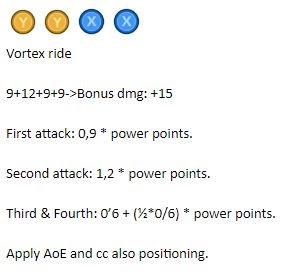 Y Y X X
Vortex ride
9+12+9+9->Bonus dmg: +15
First attack: 0,9 * power points.
Second attack: 1,2 * power points.
Third & Fourth: 0’6 + (½*0/6) * power points.
Apply AoE and cc also positioning.